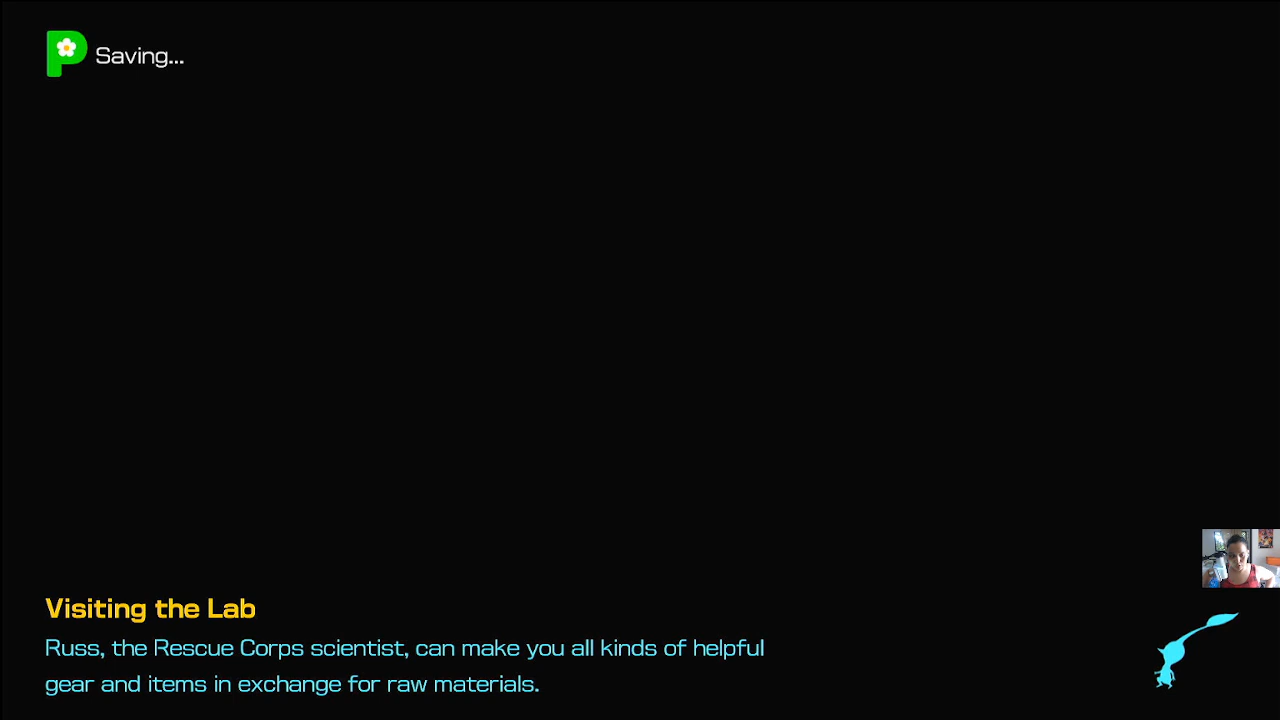 P Saving...
Visiting the Lab
Russ, the Rescue Corps scientist, can make you all kinds of helpful
gear and items in exchange for raw materials.